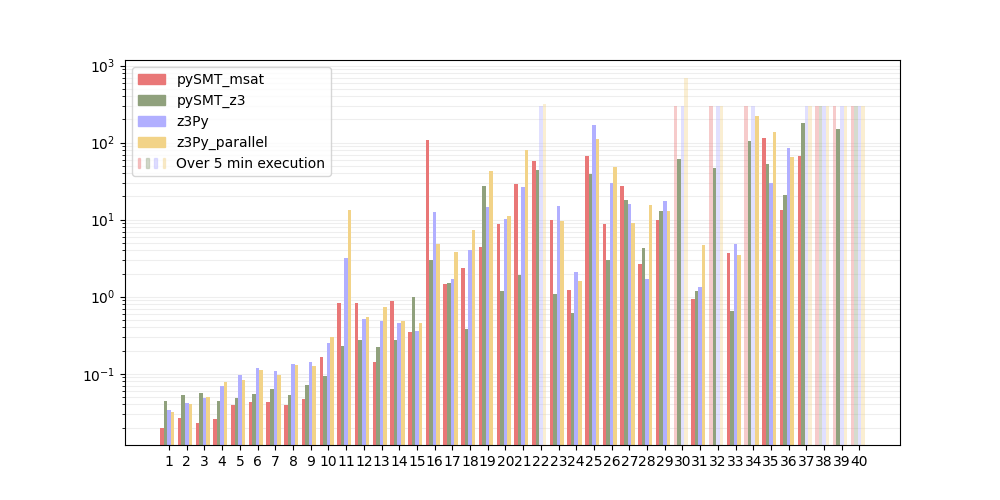 10³
10²
10¹
10⁰
10⁻¹
pySMT_msat
pySMT_z3
z3Py
z3Py_parallel
Over 5 min execution
1 2 3 4 5 6 7 8 9 10 11 12 13 14 15 16 17 18 19 20 21 22 23 24 25 26 27 28 29 30 31 32 33 34 35 36 37 38 39 40